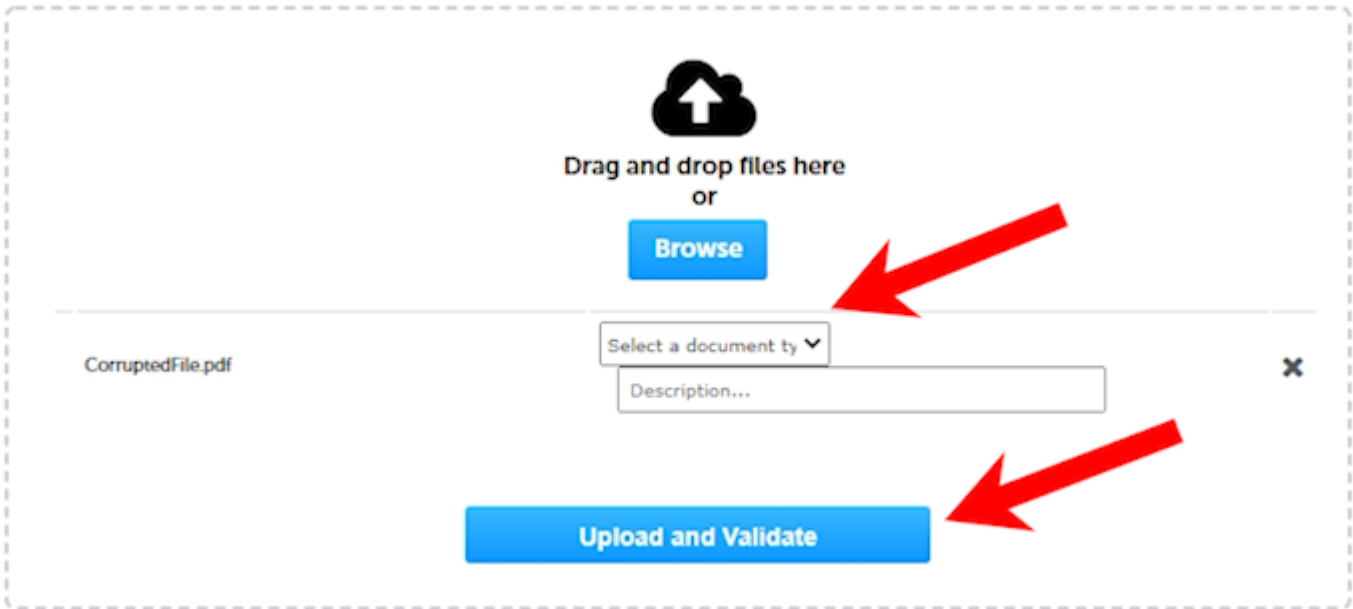 Drag and drop files here
or
Browse
CorruptedFile.pdf
Select a document ty
Description...
Upload and Validate